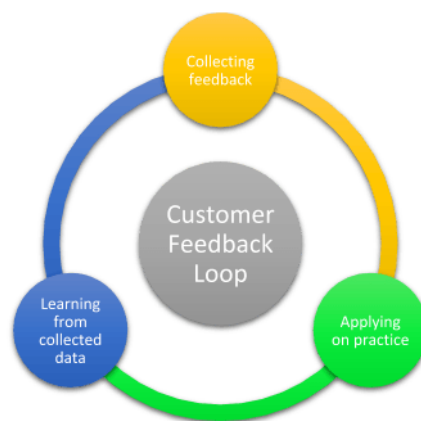 Collecting
feedback
Customer
Feedback
Loop
Learning
from
collected
data
Applying
on practice